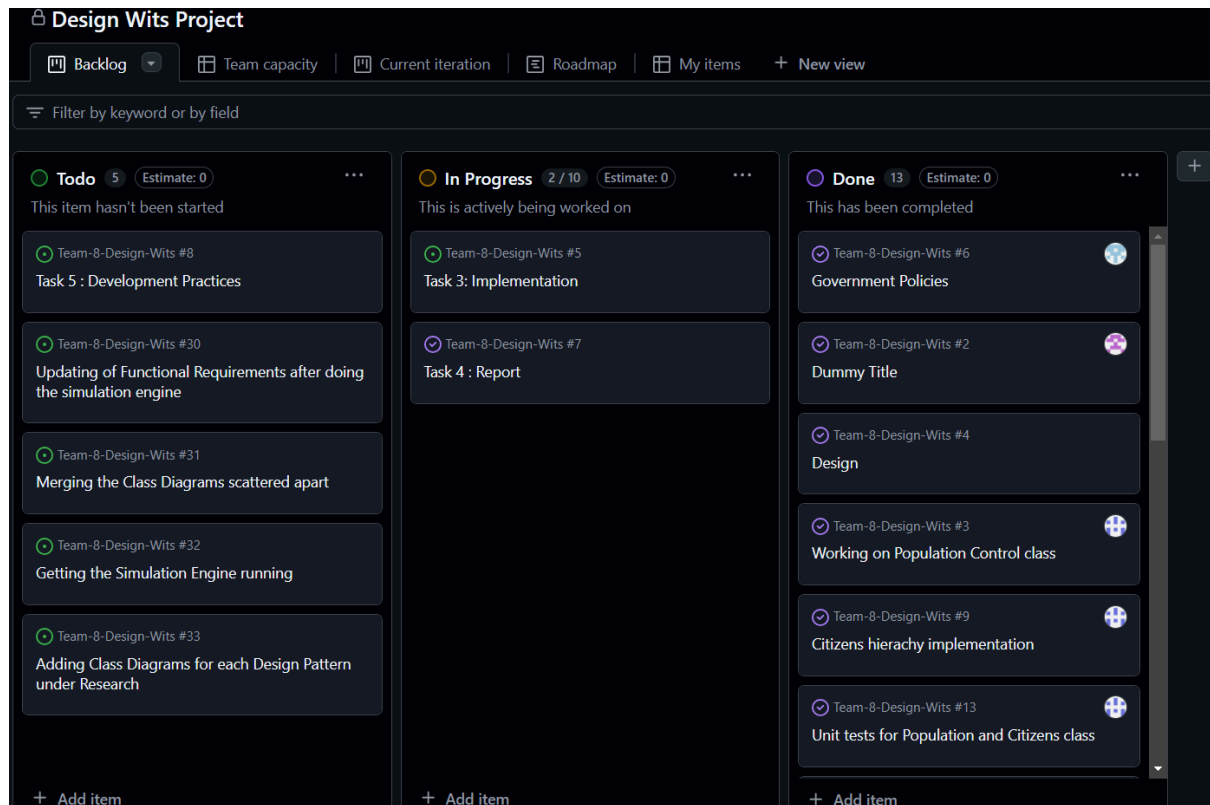 Design Wits Project
Backlog
Team capacity
Current iteration
Roadmap
My items
+ New view
Filter by keyword or by field
Todo 5 Estimate: 0
This item hasn't been started
Team-8-Design-Wits #8
Task 5 : Development Practices
Team-8-Design-Wits #30
Updating of Functional Requirements after doing
the simulation engine
Team-8-Design-Wits #31
Merging the Class Diagrams scattered apart
Team-8-Design-Wits #32
Getting the Simulation Engine running
Team-8-Design-Wits #33
Adding Class Diagrams for each Design Pattern
under Research
+ Add item
In Progress 2 / 10 Estimate: 0
This is actively being worked on
Team-8-Design-Wits #5
Task 3: Implementation
Team-8-Design-Wits #7
Task 4 : Report
+ Add item
Done 13 Estimate: 0
This has been completed
Team-8-Design-Wits #6
Government Policies
Team-8-Design-Wits #2
Dummy Title
Team-8-Design-Wits #4
Design
Team-8-Design-Wits #3
Working on Population Control class
Team-8-Design-Wits #9
Citizens hierachy implementation
Team-8-Design-Wits #13
Unit tests for Population and Citizens class
+ Add item